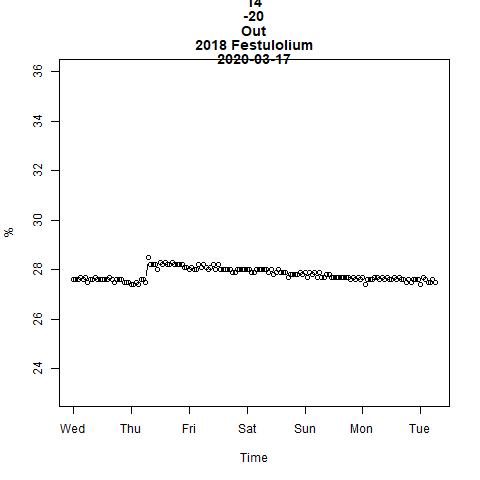 14
-20
Out
2018 Festulolium
2020-03-17
36
34
32
30
28
26
24
%
Wed Thu Fri Sat Sun Mon Tue
Time